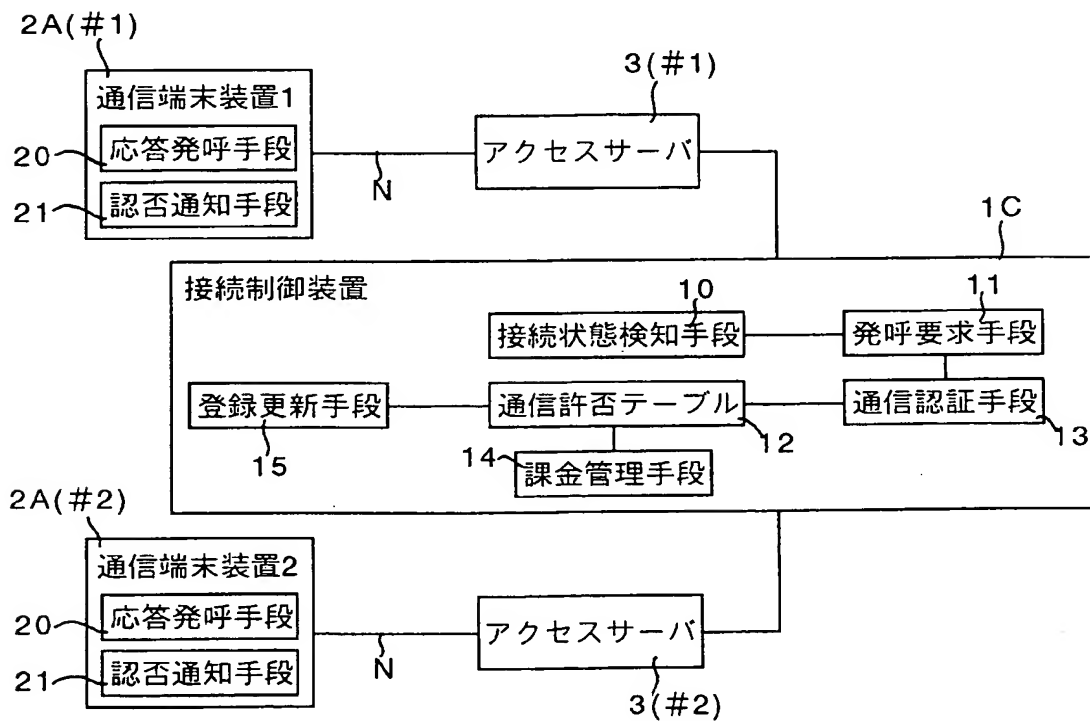 2A(#1)
3(#1)
通信端末装置1
応答発呼手段
20
アクセスサーバ
N
認否通知手段
21
1C
接続制御装置
10
11
接続状態検知手段
発呼要求手段
登録更新手段
通信許否テーブル
通信認証手段
15
12
13
14
課金管理手段
2A(#2)
通信端末装置2
応答発呼手段
20
アクセスサーバ
N
認否通知手段
21
3(#2)